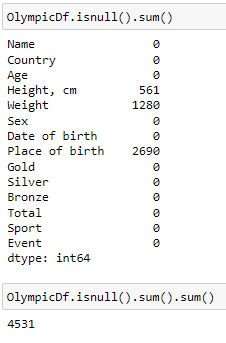 OlympicDf.isnull().sum()
Name 0
Country 0
Age 0
Height, cm 561
Weight 1280
Sex 0
Date of birth 0
Place of birth 2690
Gold 0
Silver 0
Bronze 0
Total 0
Sport 0
Event 0
dtype: int64
OlympicDf.isnull().sum().sum()
4531